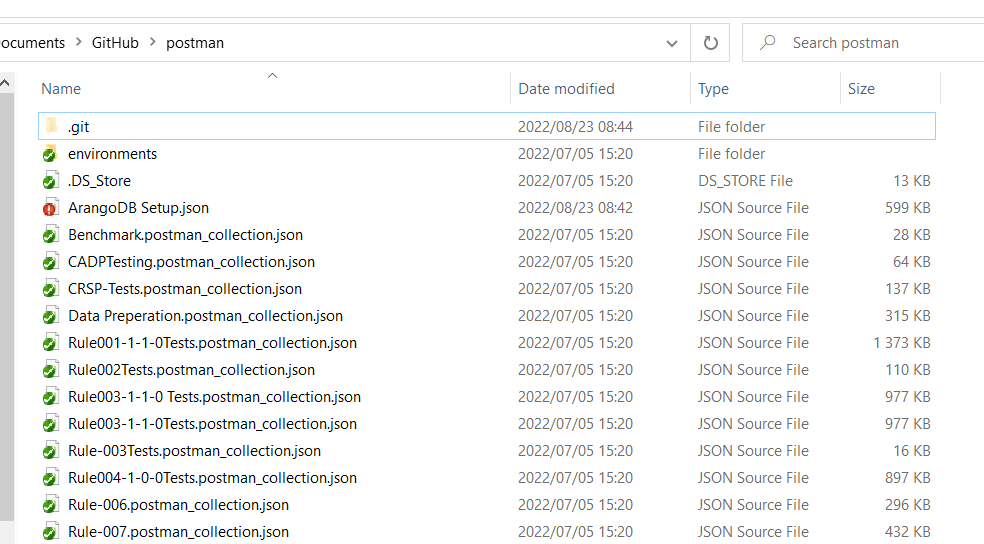 ocuments > GitHub > postman
Search postman
Name Date modified Type Size
.git 2022/08/23 08:44 File folder
environments 2022/07/05 15:20 File folder
.DS_Store 2022/07/05 15:20 DS_STORE File 13 KB
ArangoDB Setup.json 2022/08/23 08:42 JSON Source File 599 KB
Benchmark.postman_collection.json 2022/07/05 15:20 JSON Source File 28 KB
CADPTesting.postman_collection.json 2022/07/05 15:20 JSON Source File 64 KB
CRSP-Tests.postman_collection.json 2022/07/05 15:20 JSON Source File 137 KB
Data Preperation.postman_collection.json 2022/07/05 15:20 JSON Source File 315 KB
Rule001-1-1-0Tests.postman_collection.json 2022/07/05 15:20 JSON Source File 1 373 KB
Rule002Tests.postman_collection.json 2022/07/05 15:20 JSON Source File 110 KB
Rule003-1-1-0 Tests.postman_collection.json 2022/07/05 15:20 JSON Source File 977 KB
Rule003-1-1-0Tests.postman_collection.json 2022/07/05 15:20 JSON Source File 977 KB
Rule-003Tests.postman_collection.json 2022/07/05 15:20 JSON Source File 16 KB
Rule004-1-0-0Tests.postman_collection.json 2022/07/05 15:20 JSON Source File 897 KB
Rule-006.postman_collection.json 2022/07/05 15:20 JSON Source File 296 KB
Rule-007.postman_collection.json 2022/07/05 15:20 JSON Source File 432 KB